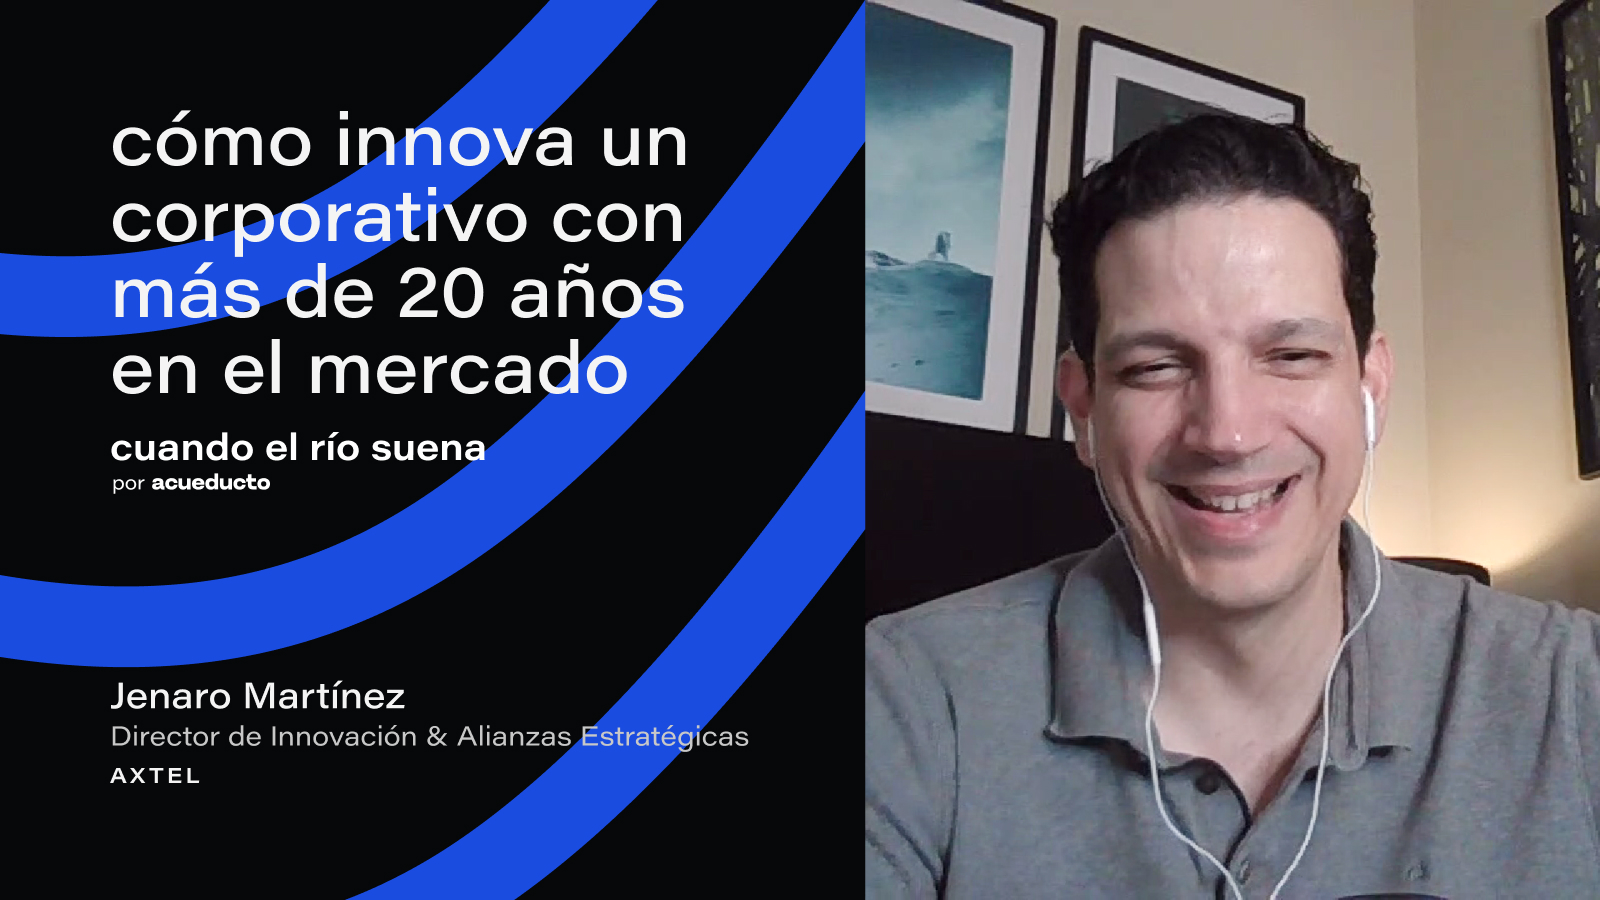 cómo innova un
corporativo con
más de 20 años
en el mercado
cuando el río suena
por acueducto
Jenaro Martínez
Director de Innovación & Alianzas Estratégicas
AXTEL